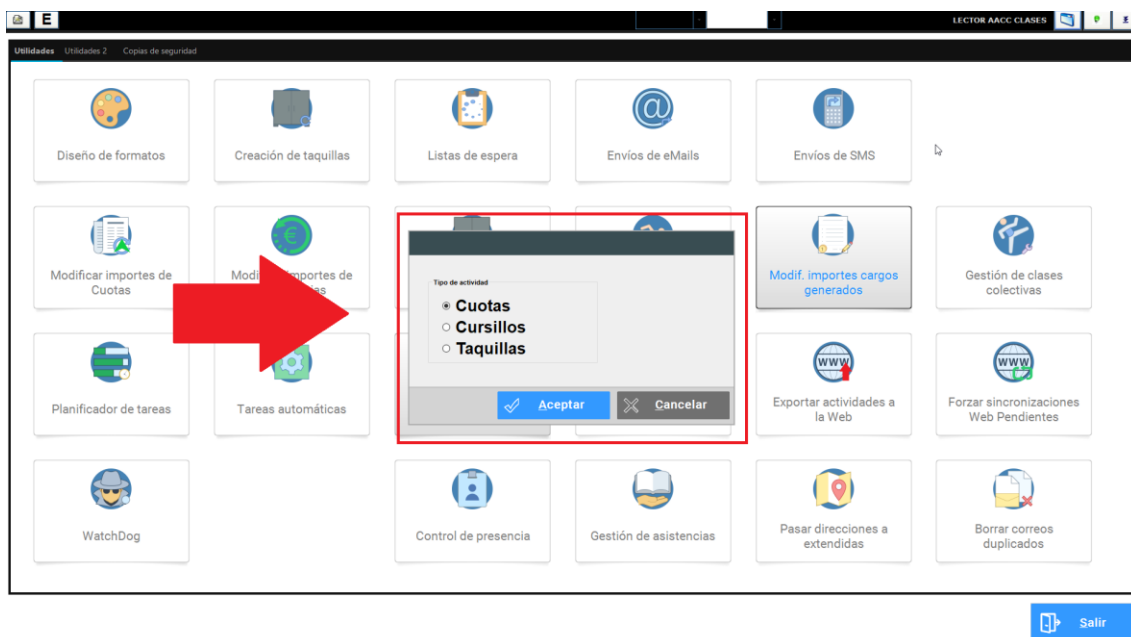 E
LECTOR AACC CLASES
Utilidades
Utilidades 2
Copias de seguridad
Diseño de formatos
Creación de taquillas
Listas de espera
@
Envíos de eMails
Envíos de SMS
Modificar importes de
Cuotas
Modif. importes cargos
generados
Gestión de clases
colectivas
Tipo de actividad
Cuotas
Cursillos
Taquillas
Aceptar
Cancelar
Planificador de tareas
Tareas automáticas
www
Exportar actividades a
la Web
www
Forzar sincronizaciones
Web Pendientes
WatchDog
Control de presencia
Gestión de asistencias
Pasar direcciones a
extendidas
Borrar correos
duplicados
Salir